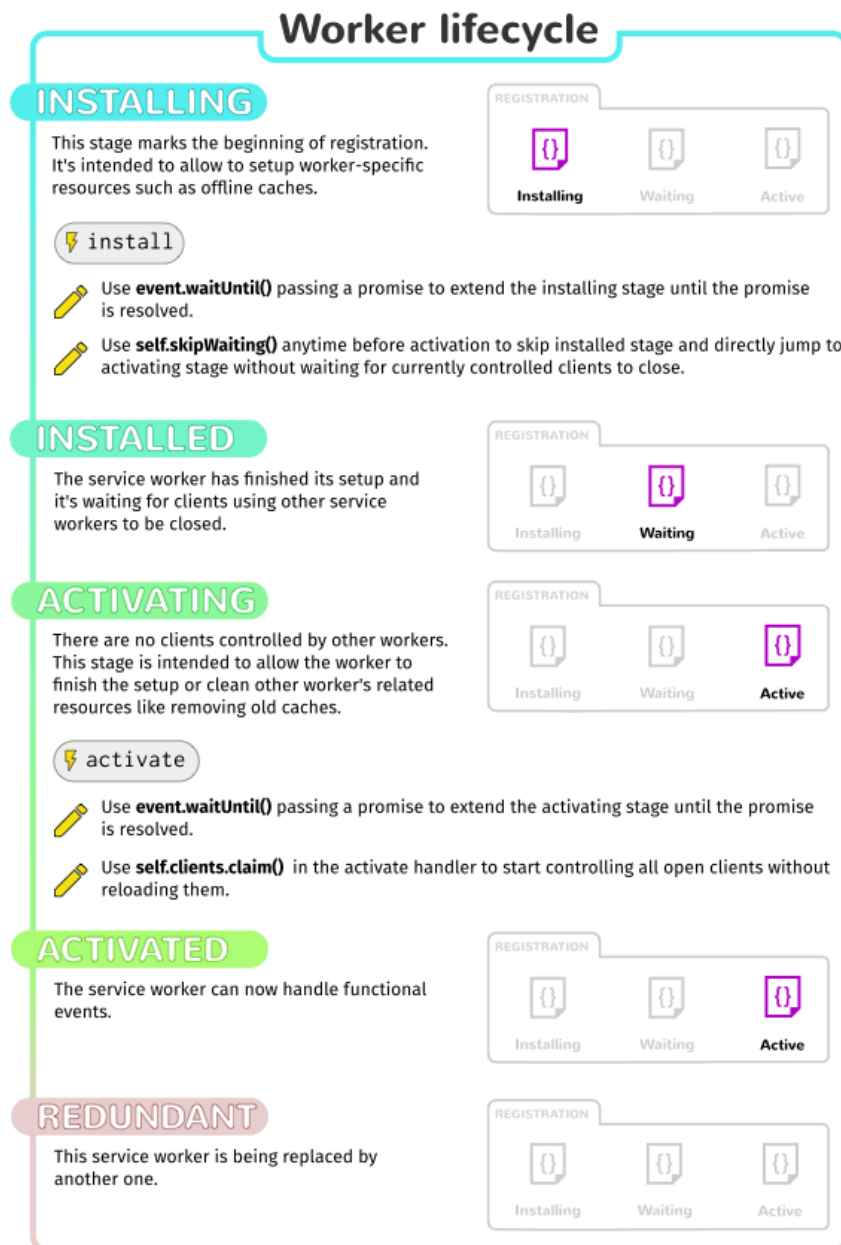 Worker lifecycle
INSTALLING
This stage marks the beginning of registration.
It's intended to allow to setup worker-specific
resources such as offline caches.
REGISTRATION
{} {} {}
Installing Waiting Active
install
Use event.waitUntil() passing a promise to extend the installing stage until the promise
is resolved.
Use self.skipWaiting() anytime before activation to skip installed stage and directly jump to
activating stage without waiting for currently controlled clients to close.
INSTALLED
The service worker has finished its setup and
it's waiting for clients using other service
workers to be closed.
REGISTRATION
{} {} {}
Installing Waiting Active
ACTIVATING
There are no clients controlled by other workers.
This stage is intended to allow the worker to
finish the setup or clean other worker's related
resources like removing old caches.
REGISTRATION
{} {} {}
Installing Waiting Active
activate
Use event.waitUntil() passing a promise to extend the activating stage until the promise
is resolved.
Use self.clients.claim() in the activate handler to start controlling all open clients without
reloading them.
ACTIVATED
The service worker can now handle functional
events.
REGISTRATION
{} {} {}
Installing Waiting Active
REDUNDANT
This service worker is being replaced by
another one.
REGISTRATION
{} {} {}
Installing Waiting Active